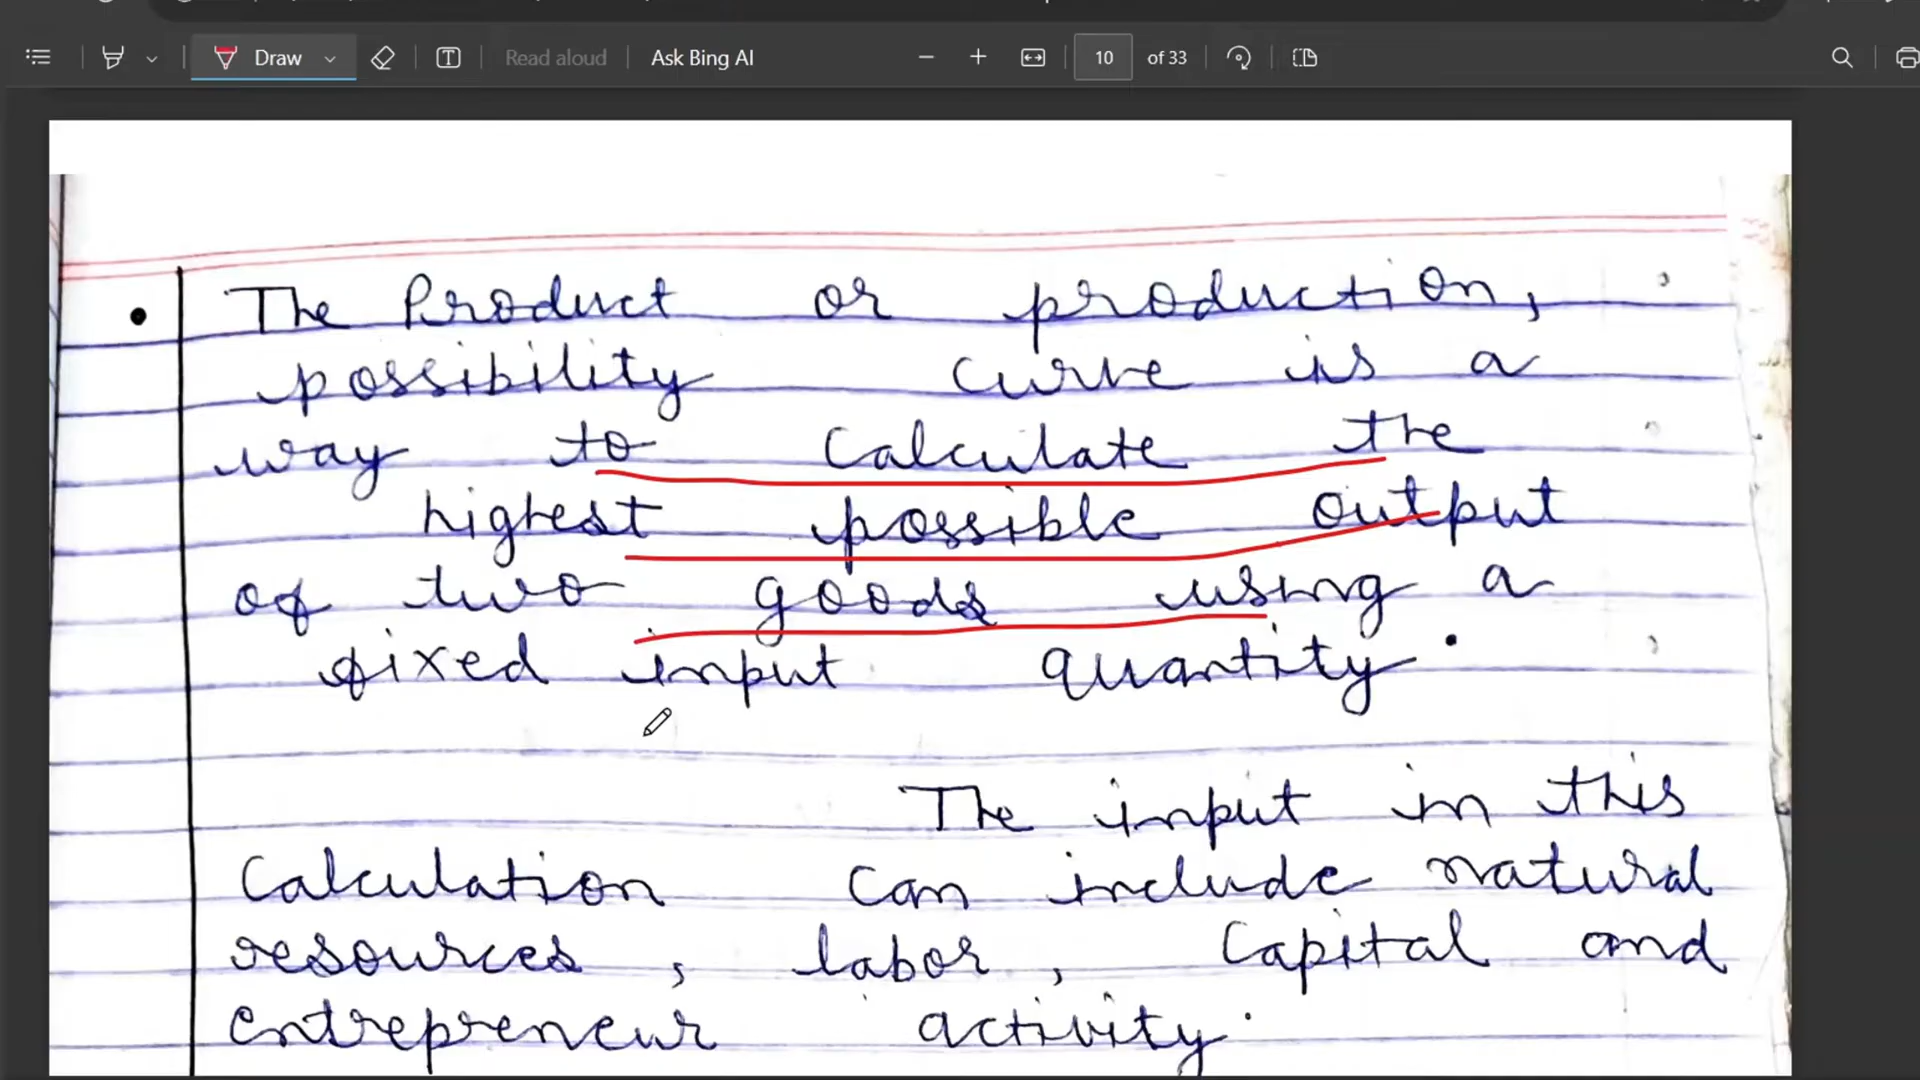 Draw
Read aloud
Ask Bing AI
10 of 33
The Product or production,
possibility curve is a
way to calculate the
highest possible output
of two goods using a
fixed input quantity.
The input in this
Calculation can include natural
resources, labor, Capital and
entrepreneur activity.